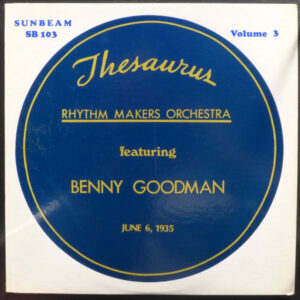 SUNBEAM
SB 103
Volume 3
Thesaurus
RHYTHM MAKERS ORCHESTRA
featuring
BENNY GOODMAN
JUNE 6, 1935